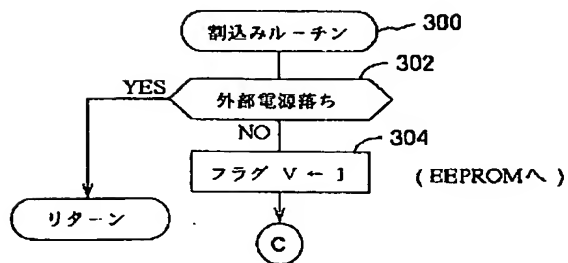 割込みルーチン 300
302
YES 外部電源落ち
NO 304
フラグ V ← 1 (EEPROMへ)
リターン
C